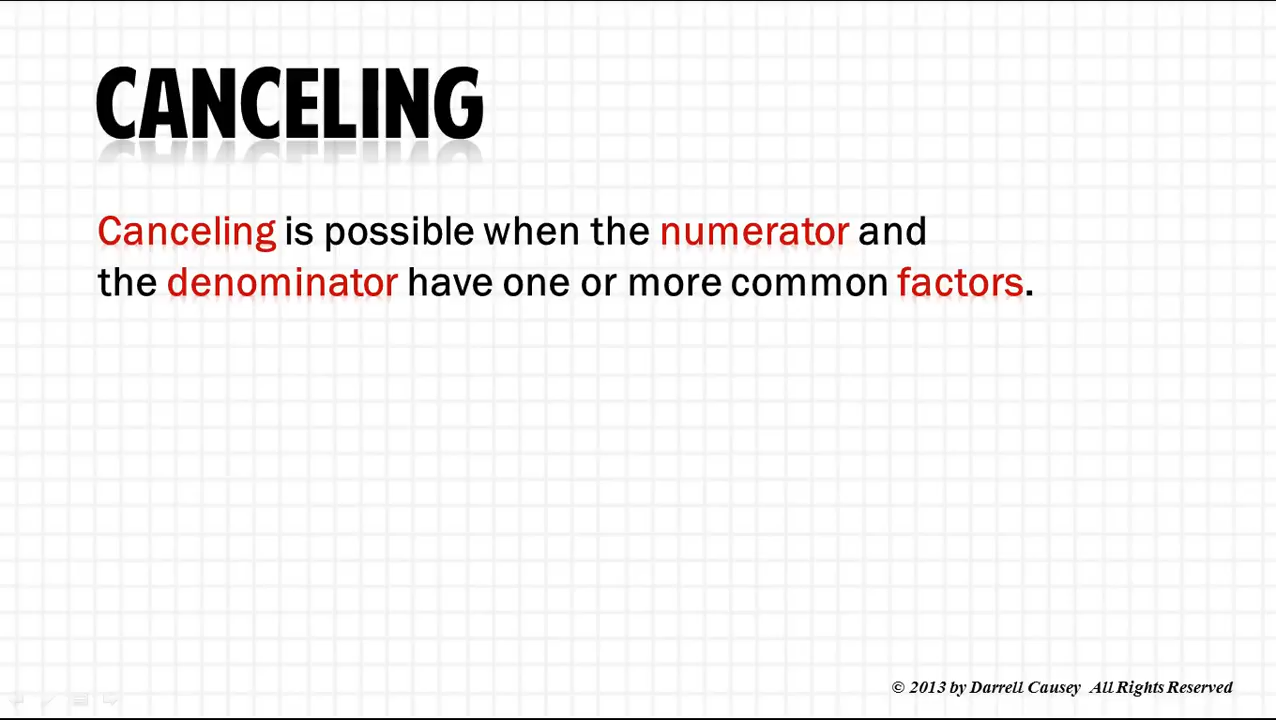 CANCELING
Canceling is possible when the numerator and
the denominator have one or more common factors.
© 2013 by Darrell Causey All Rights Reserved